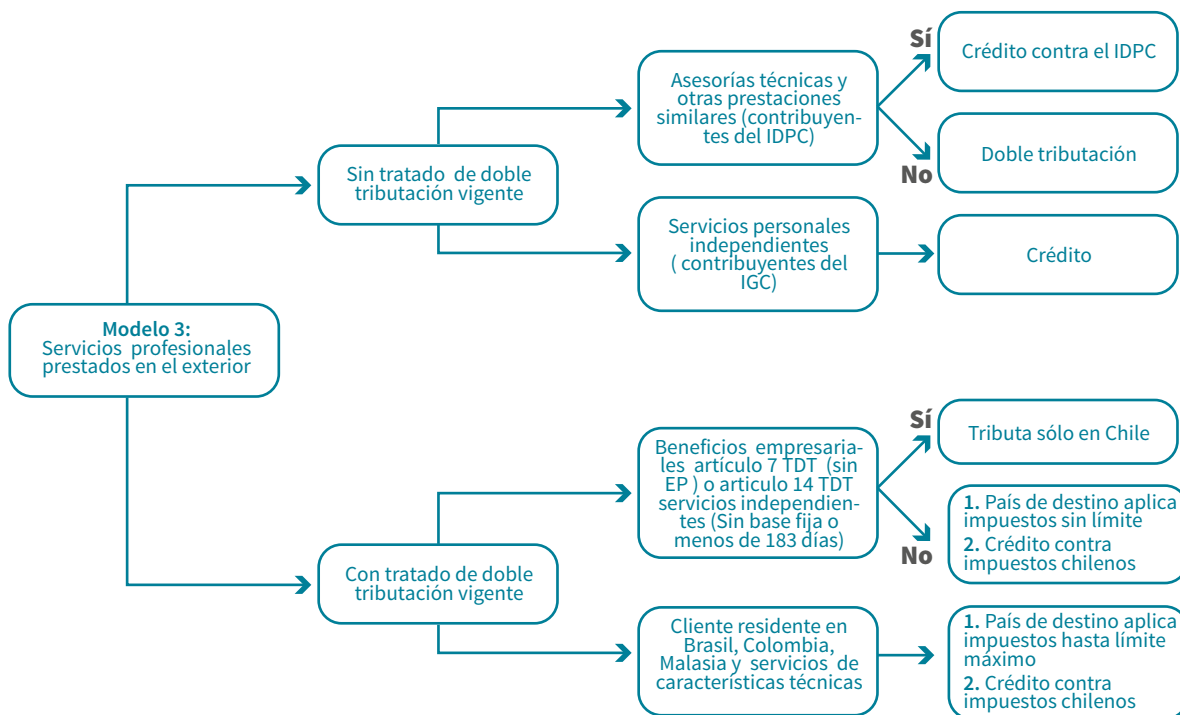 Modelo 3:
Servicios profesionales
prestados en el exterior
Sin tratado de doble
tributación vigente
Asesorías técnicas y
otras prestaciones
similares (contribuyen-
tes del IDPC)
Sí
Crédito contra el IDPC
No
Doble tributación
Servicios personales
independientes
( contribuyentes del
IGC)
Crédito
Con tratado de doble
tributación vigente
Beneficios empresaria-
les artículo 7 TDT (sin
EP ) o articulo 14 TDT
servicios independien-
tes (Sin base fija o
menos de 183 días)
Sí
Tributa sólo en Chile
No
1. País de destino aplica
impuestos sin límite
2. Crédito contra
impuestos chilenos
Cliente residente en
Brasil, Colombia,
Malasia y servicios de
características técnicas
1. País de destino aplica
impuestos hasta límite
máximo
2. Crédito contra
impuestos chilenos